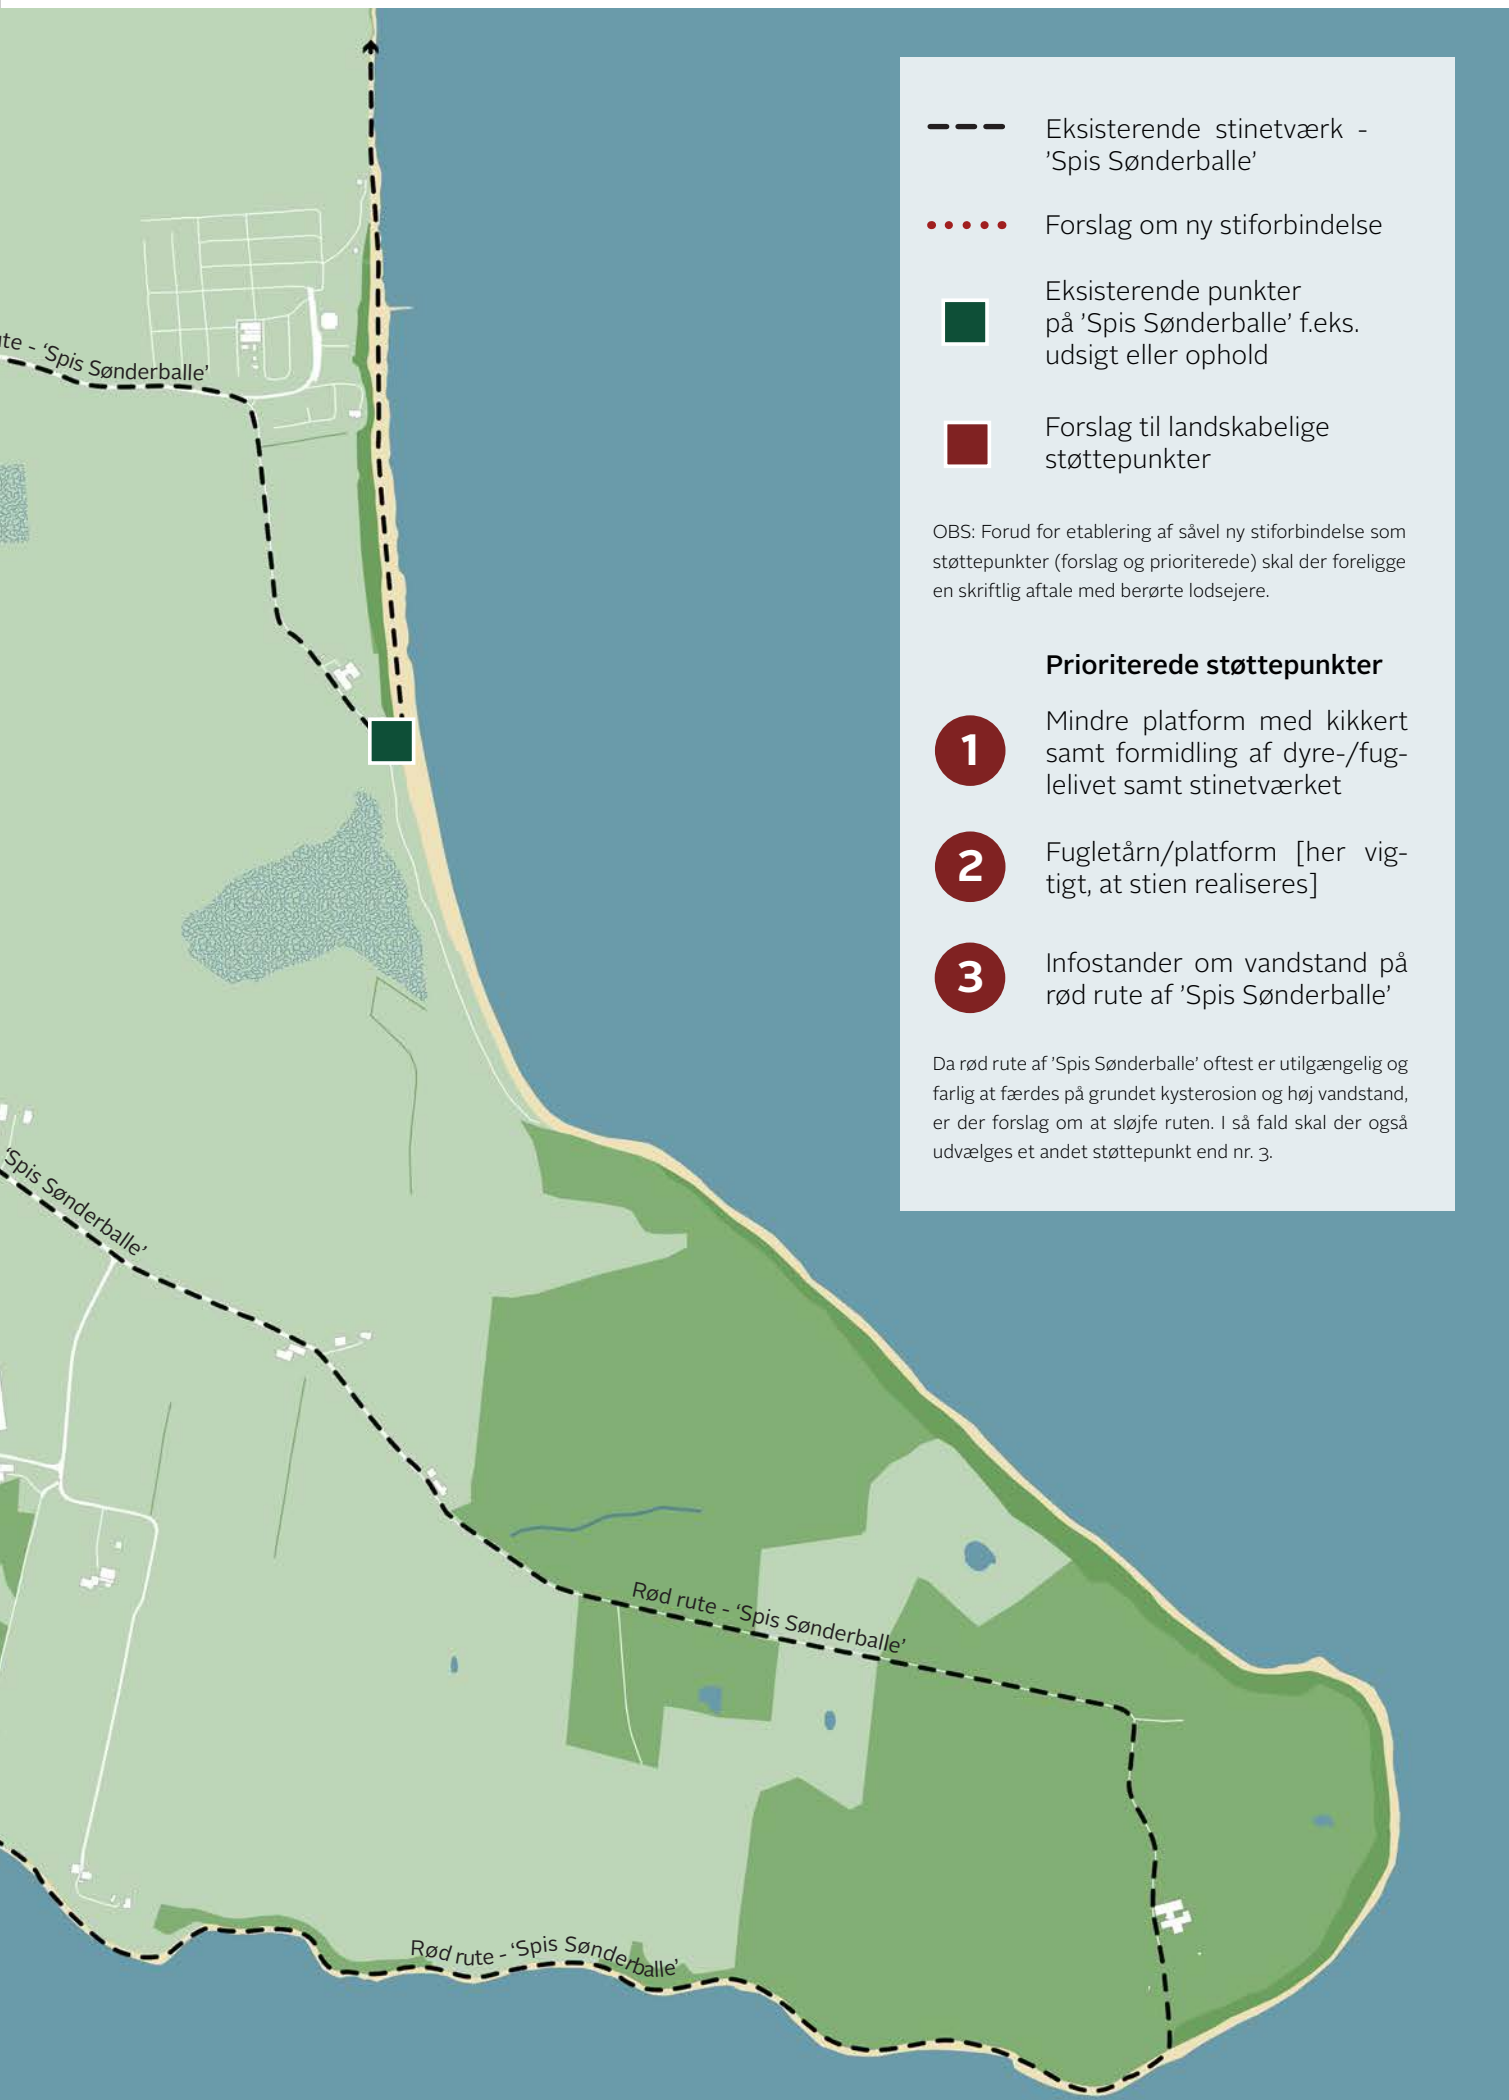 Eksisterende stinetværk -
’Spis Sønderballe’
Forslag om ny stiforbindelse
Eksisterende punkter
på ’Spis Sønderballe’ f.eks.
udsigt eller ophold
Forslag til landskabelige
støttepunkter
OBS: Forud for etablering af såvel ny stiforbindelse som
støttepunkter (forslag og prioriterede) skal der foreligge
en skriftlig aftale med berørte lodsejere.
Prioriterede støttepunkter
1
Mindre platform med kikkert
samt formidling af dyre-/fug-
lelivet samt stinetværket
2
Fugletårn/platform [her vig-
tigt, at stien realiseres]
3
Infostander om vandstand på
rød rute af ’Spis Sønderballe’
Da rød rute af ’Spis Sønderballe’ oftest er utilgængelig og
farlig at færdes på grundet kysterosion og høj vandstand,
er der forslag om at sløjfe ruten. I så fald skal der også
udvælges et andet støttepunkt end nr. 3.
te - ‘Spis Sønderballe’
‘Spis Sønderballe’
Rød rute - ‘Spis Sønderballe’
Rød rute - ‘Spis Sønderballe’